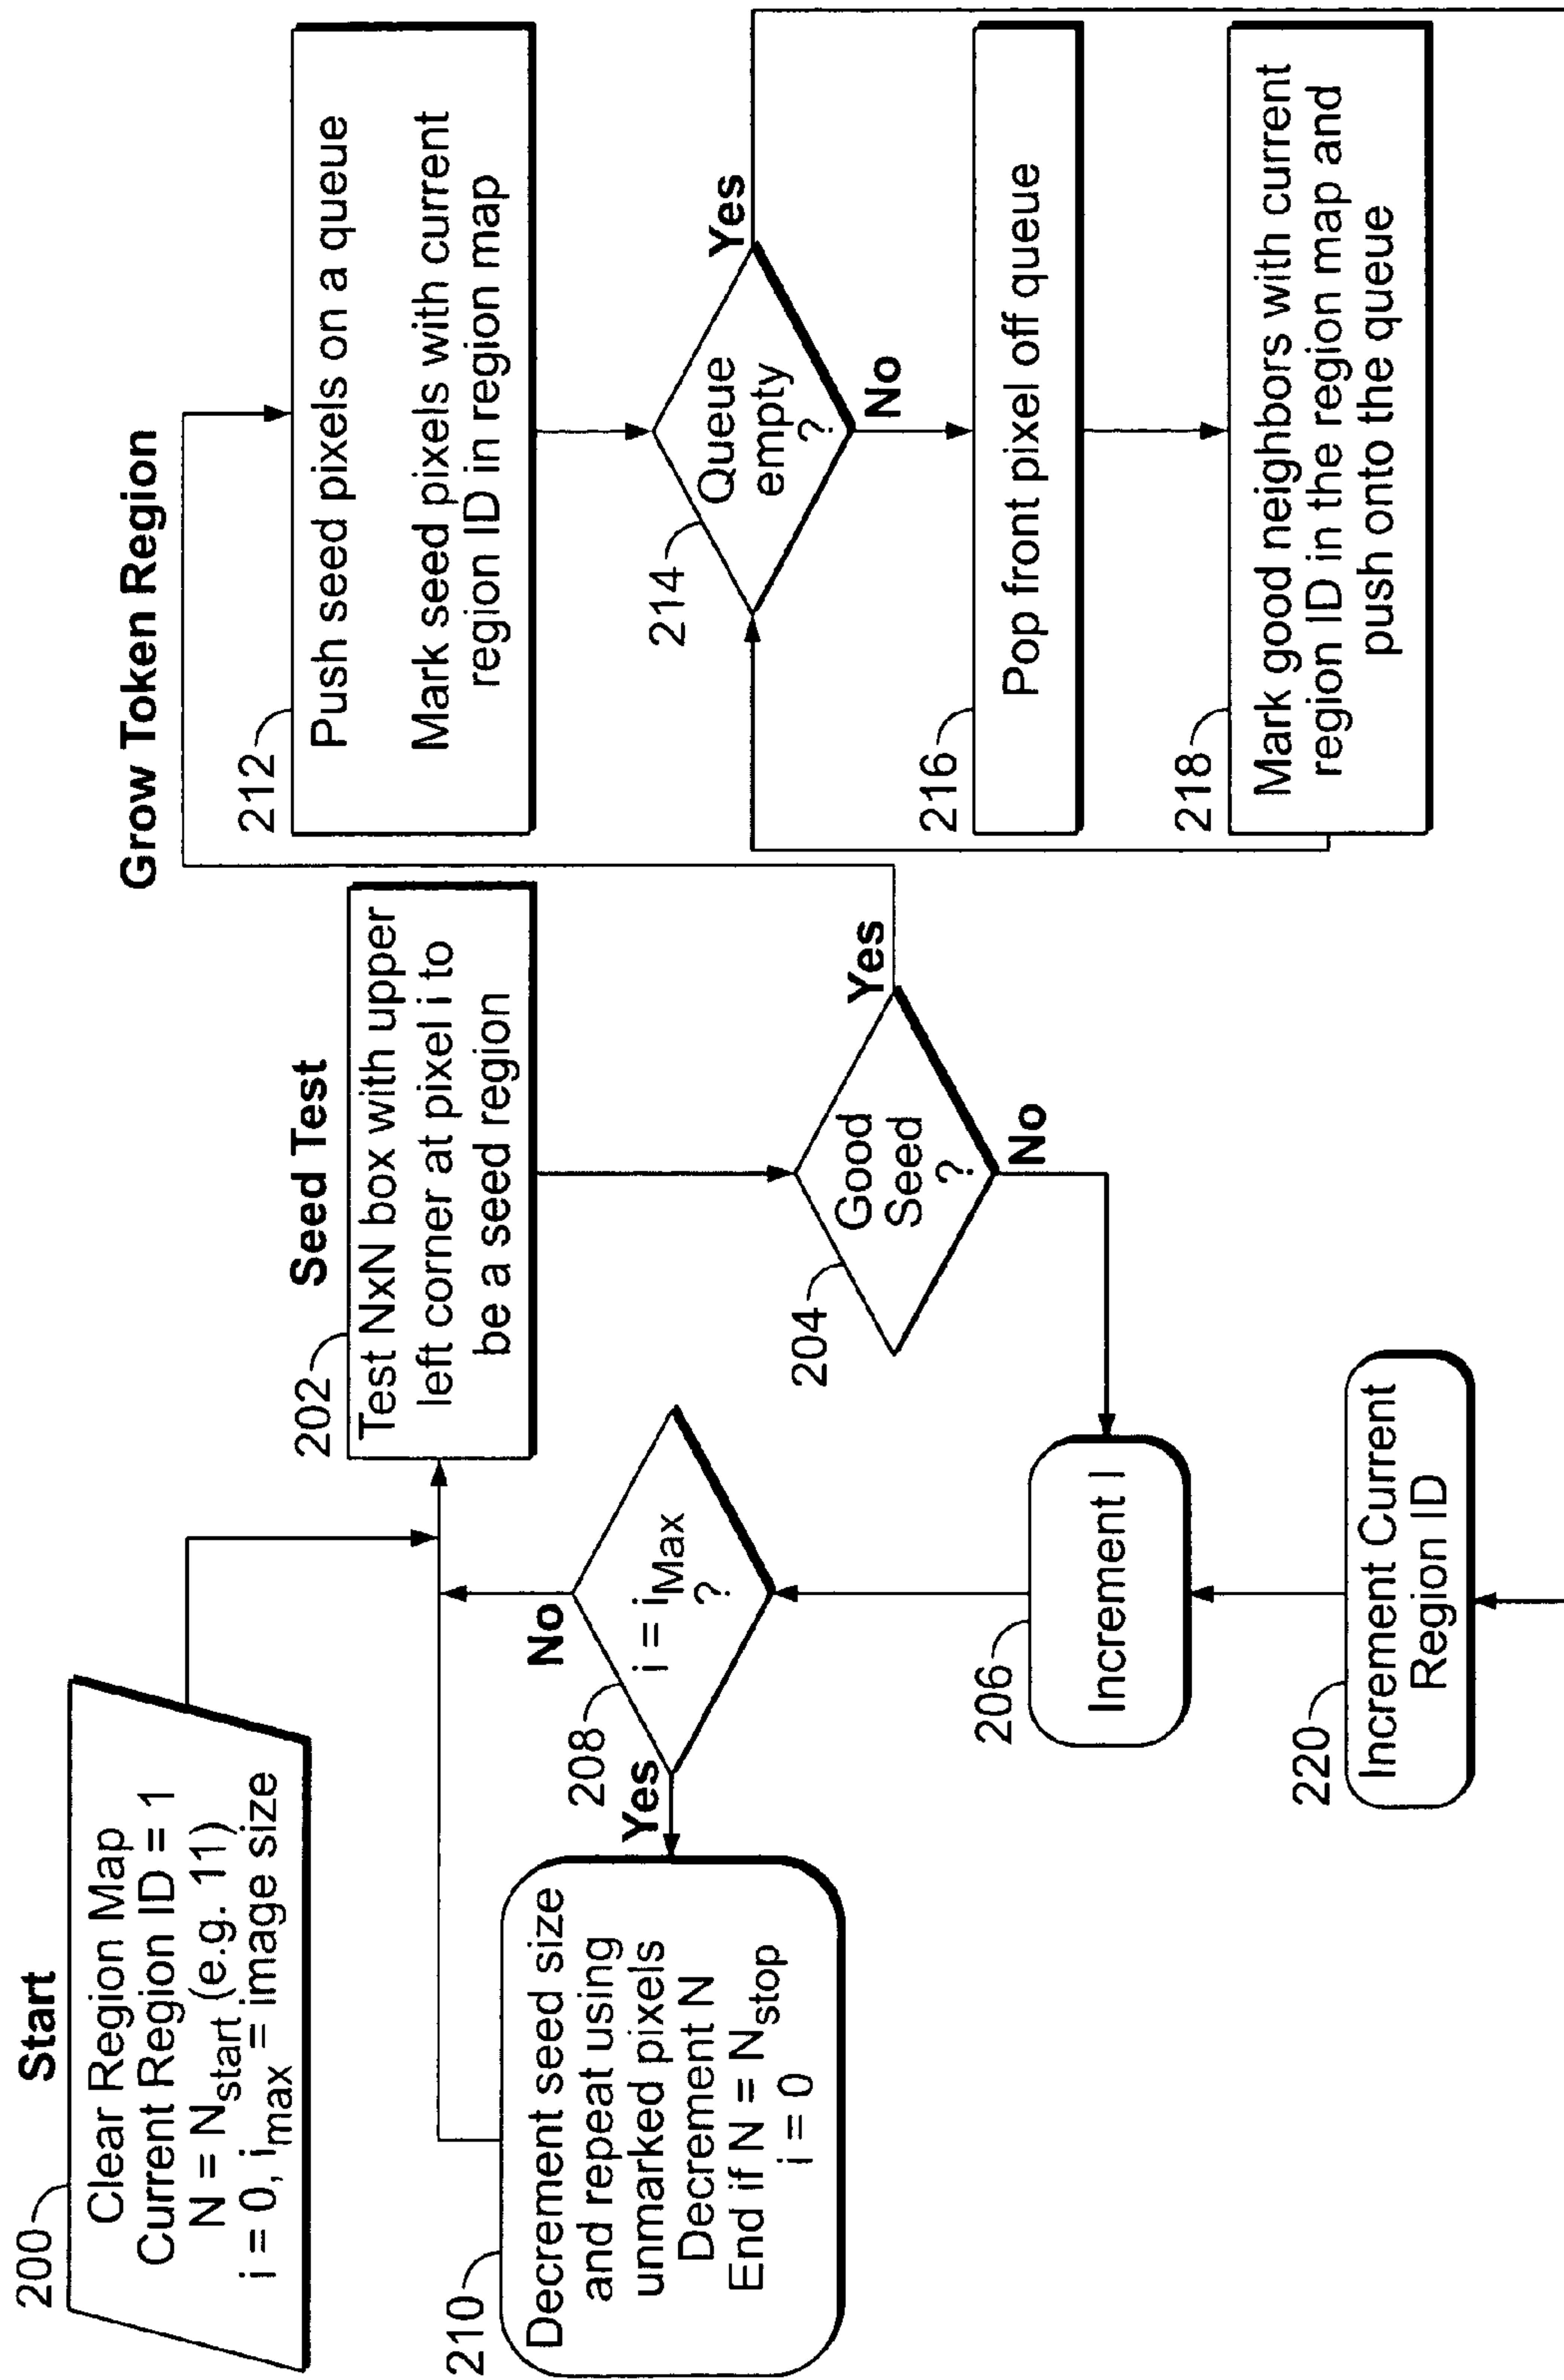 Start
200
Clear Region Map
Current Region ID = 1
N = Nstart (e.g. 11)
i = 0, imax = image size
Seed Test
202
Test NxN box with upper
left corner at pixel i to
be a seed region
204
Good
Seed
?
Yes
No
206
Increment I
208
i = iMax
?
No
Yes
210
Decrement seed size
and repeat using
unmarked pixels
Decrement N
End if N = Nstop
i = 0
Grow Token Region
212
Push seed pixels on a queue
Mark seed pixels with current
region ID in region map
214
Queue
empty
?
Yes
No
216
Pop front pixel off queue
218
Mark good neighbors with current
region ID in the region map and
push onto the queue
220
Increment Current
Region ID